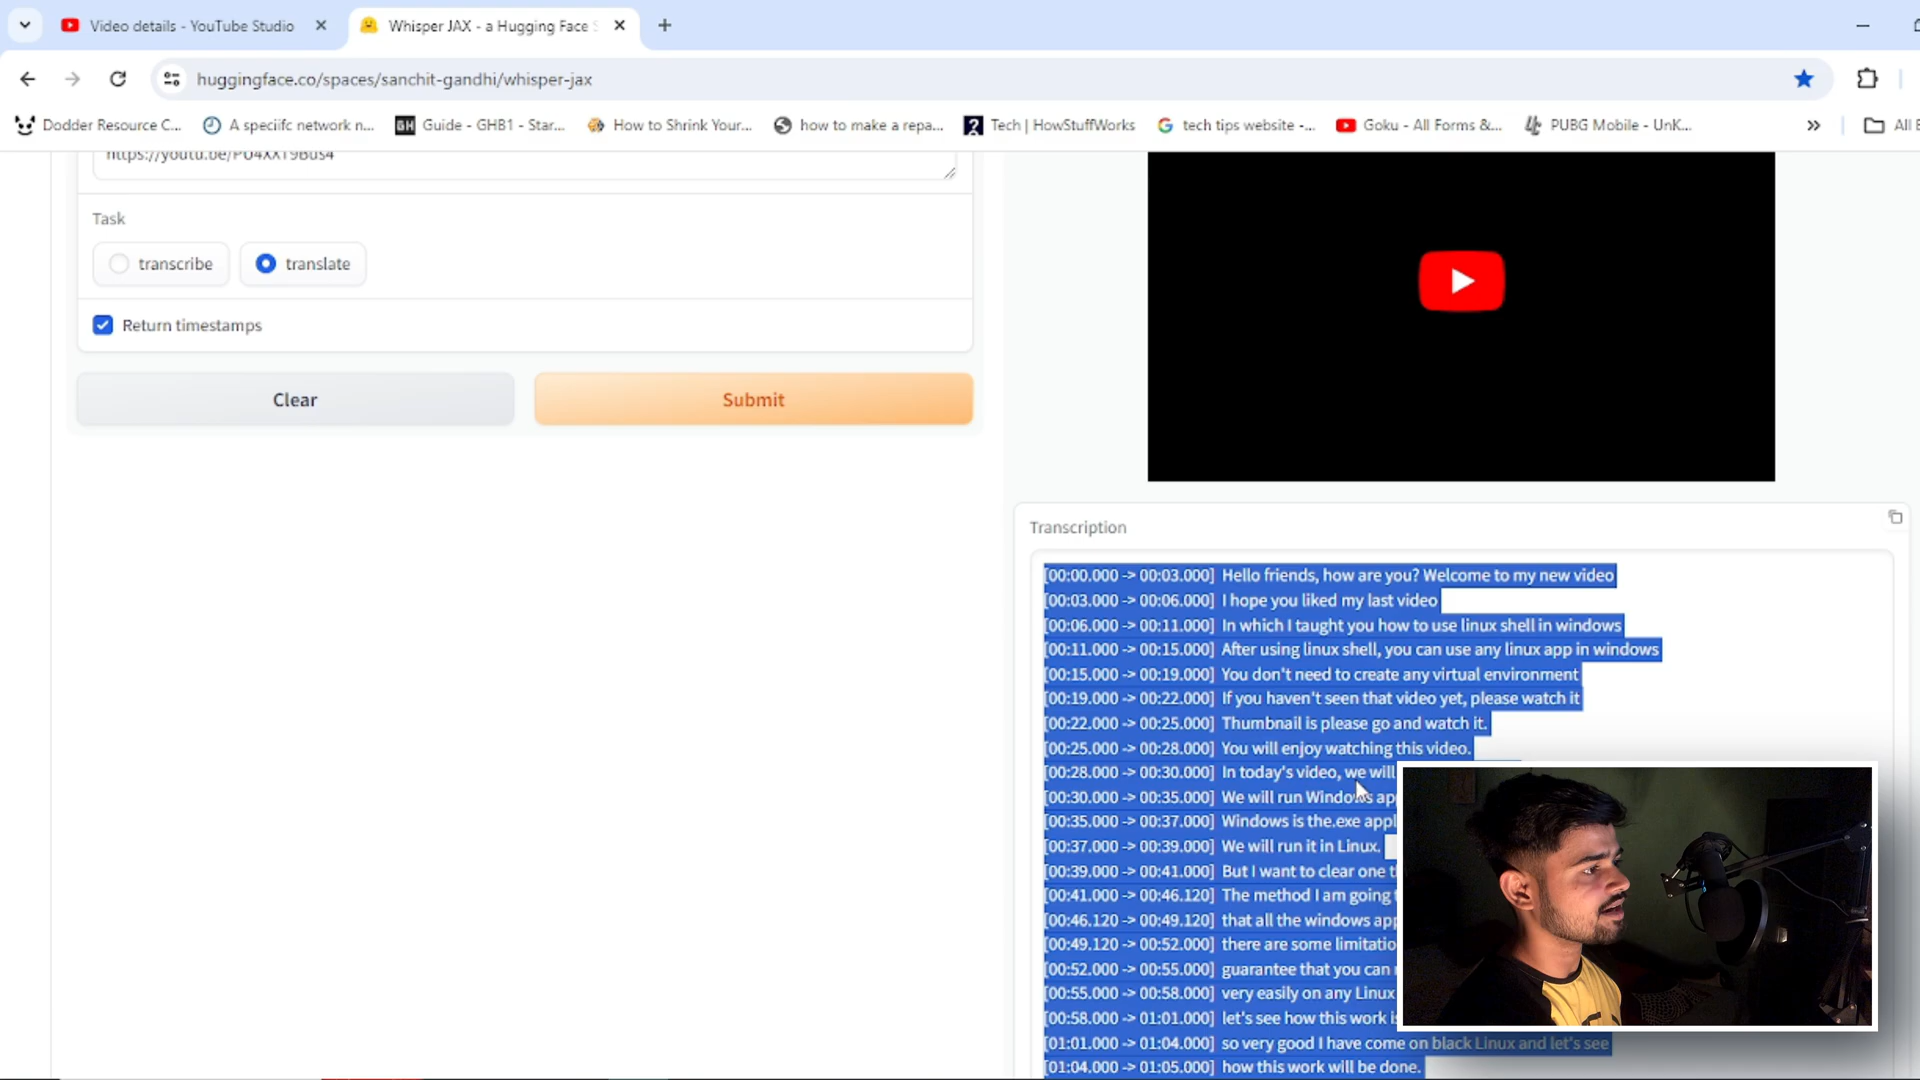 Video details - YouTube Studio
Whisper JAX - a Hugging Face
huggingface.co/spaces/sanchit-gandhi/whisper-jax
Dodder Resource C...
A speciifc network n...
GH Guide - GHB1 - Star...
How to Shrink Your...
how to make a repa...
Tech | HowStuffWorks
tech tips website -...
Goku - All Forms &...
PUBG Mobile - UnK...
All
Task
transcribe
translate
Return timestamps
Clear
Submit
Transcription
[00:00.000 -> 00:03.000] Hello friends, how are you? Welcome to my new video
[00:03.000 -> 00:06.000] I hope you liked my last video
[00:06.000 -> 00:11.000] In which I taught you how to use linux shell in windows
[00:11.000 -> 00:15.000] After using linux shell, you can use any linux app in windows
[00:15.000 -> 00:19.000] You don't need to create any virtual environment
[00:19.000 -> 00:22.000] If you haven't seen that video yet, please watch it
[00:22.000 -> 00:25.000] Thumbnail is please go and watch it.
[00:25.000 -> 00:28.000] You will enjoy watching this video.
[00:28.000 -> 00:30.000] In today's video, we will
[00:30.000 -> 00:35.000] We will run Windows ap
[00:35.000 -> 00:37.000] Windows is the.exe appl
[00:37.000 -> 00:39.000] We will run it in Linux.
[00:39.000 -> 00:41.000] But I want to clear one t
[00:41.000 -> 00:46.120] The method I am going
[00:46.120 -> 00:49.120] that all the windows app
[00:49.120 -> 00:52.000] there are some limitatio
[00:52.000 -> 00:55.000] guarantee that you can
[00:55.000 -> 00:58.000] very easily on any Linux
[00:58.000 -> 01:01.000] let's see how this work i
[01:01.000 -> 01:04.000] so very good I have come on black Linux and let's see
[01:04.000 -> 01:05.000] how this work will be done.